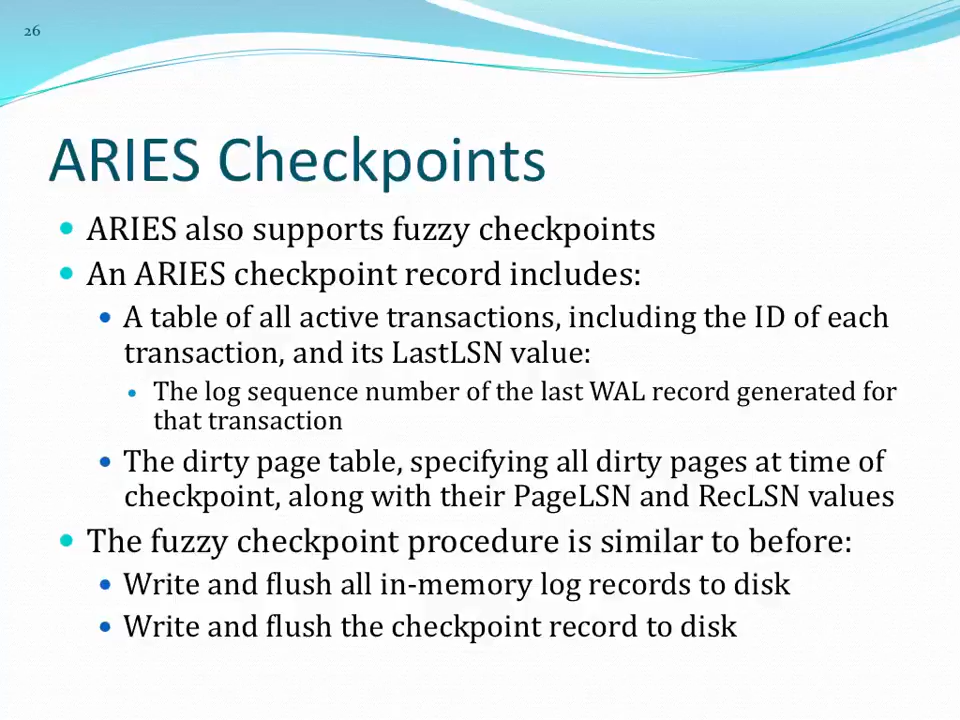 26
ARIES Checkpoints
• ARIES also supports fuzzy checkpoints
• An ARIES checkpoint record includes:
• A table of all active transactions, including the ID of each
transaction, and its LastLSN value:
• The log sequence number of the last WAL record generated for
that transaction
• The dirty page table, specifying all dirty pages at time of
checkpoint, along with their PageLSN and RecLSN values
• The fuzzy checkpoint procedure is similar to before:
• Write and flush all in-memory log records to disk
• Write and flush the checkpoint record to disk